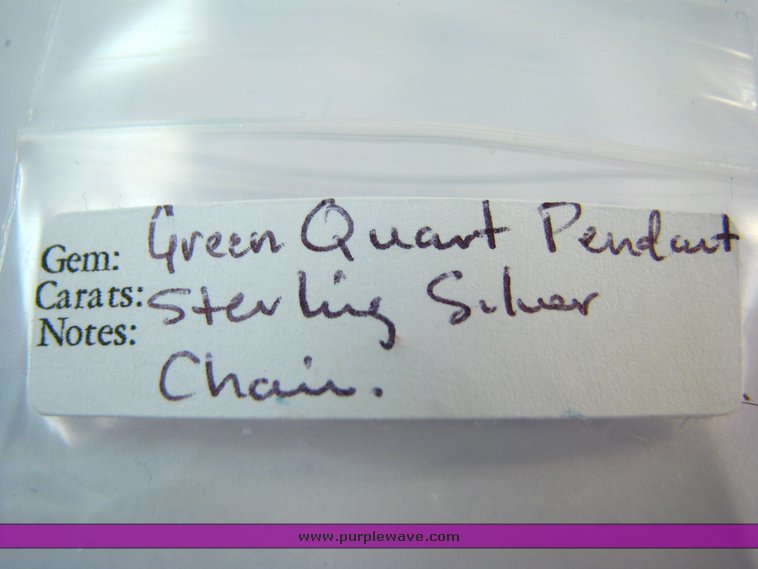 Gem: Green Quart Pendant
Carats: Sterling Silver
Notes: Chain.
www.purplewave.com